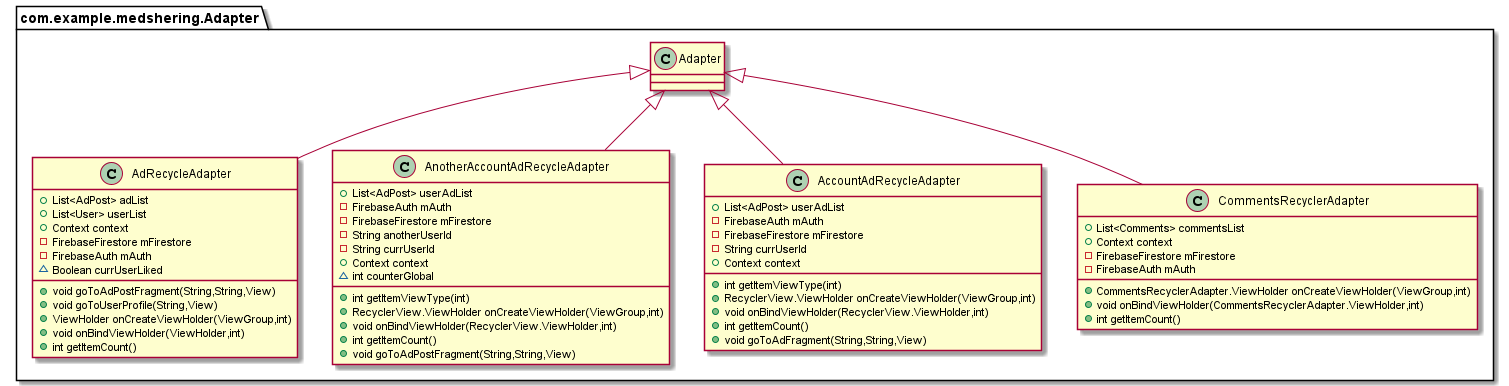 com.example.medshering.Adapter
C Adapter
C AdRecycleAdapter
List<AdPost> adList
List<User> userList
Context context
FirebaseFirestore mFirestore
FirebaseAuth mAuth
Boolean currUserLiked
void goToAdPostFragment(String,String,View)
void goToUserProfile(String,View)
ViewHolder onCreateViewHolder(ViewGroup,int)
void onBindViewHolder(ViewHolder,int)
int getItemCount()
C AnotherAccountAdRecycleAdapter
List<AdPost> userAdList
FirebaseAuth mAuth
FirebaseFirestore mFirestore
String anotherUserId
String currUserId
Context context
int counterGlobal
int getItemViewType(int)
RecyclerView.ViewHolder onCreateViewHolder(ViewGroup,int)
void onBindViewHolder(RecyclerView.ViewHolder,int)
int getItemCount()
void goToAdPostFragment(String,String,View)
C AccountAdRecycleAdapter
List<AdPost> userAdList
FirebaseAuth mAuth
FirebaseFirestore mFirestore
String currUserId
Context context
int getItemViewType(int)
RecyclerView.ViewHolder onCreateViewHolder(ViewGroup,int)
void onBindViewHolder(RecyclerView.ViewHolder,int)
int getItemCount()
void goToAdFragment(String,String,View)
C CommentsRecyclerAdapter
List<Comments> commentsList
Context context
FirebaseFirestore mFirestore
FirebaseAuth mAuth
CommentsRecyclerAdapter.ViewHolder onCreateViewHolder(ViewGroup,int)
void onBindViewHolder(CommentsRecyclerAdapter.ViewHolder,int)
int getItemCount()